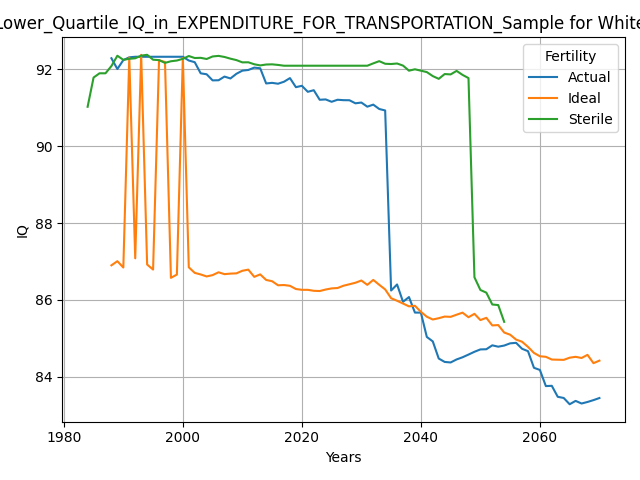 Lower_Quartile_IQ_in_EXPENDITURE_FOR_TRANSPORTATION_Sample for White
Fertility
Actual
Ideal
Sterile
IQ
92
90
88
86
84
1980
2000
2020
2040
2060
Years